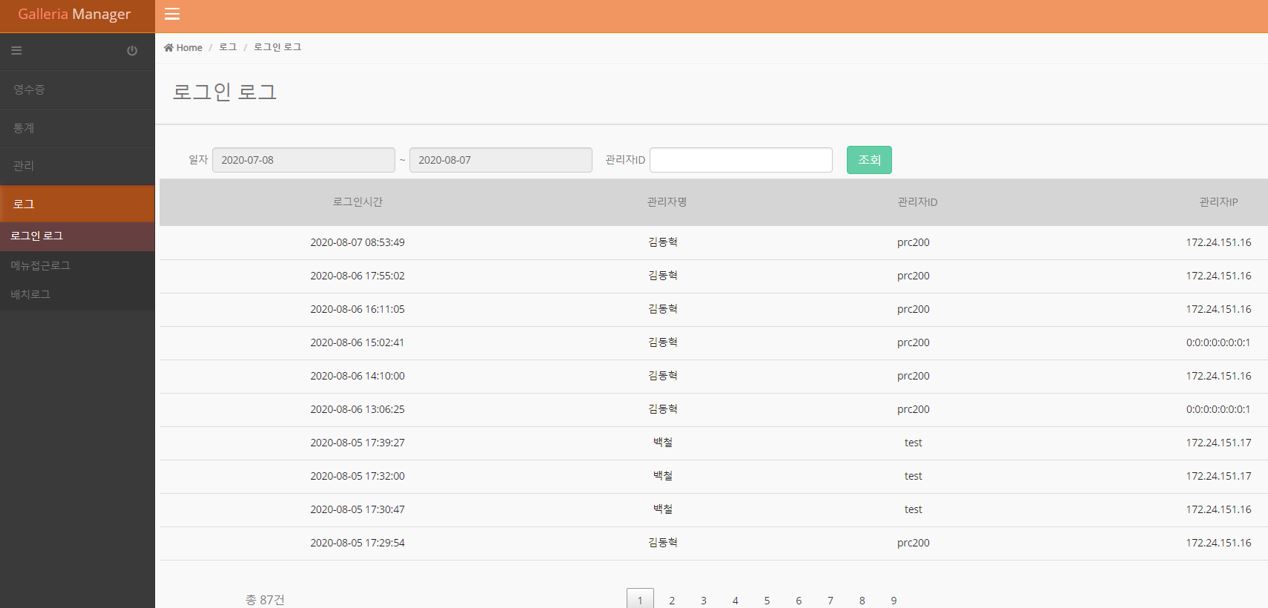 Galleria Manager
Home / 로그 / 로그인 로그
영수증
통계
관리
로그
로그인 로그
메뉴접근로그
배치로그
로그인 로그
일자 2020-07-08 ~ 2020-08-07 관리자ID 조회
로그인시간 관리자명 관리자ID 관리자IP
2020-08-07 08:53:49 김동혁 prc200 172.24.151.16
2020-08-06 17:55:02 김동혁 prc200 172.24.151.16
2020-08-06 16:11:05 김동혁 prc200 172.24.151.16
2020-08-06 15:02:41 김동혁 prc200 0:0:0:0:0:0:0:1
2020-08-06 14:10:00 김동혁 prc200 172.24.151.16
2020-08-06 13:06:25 김동혁 prc200 0:0:0:0:0:0:0:1
2020-08-05 17:39:27 백철 test 172.24.151.17
2020-08-05 17:32:00 백철 test 172.24.151.17
2020-08-05 17:30:47 백철 test 172.24.151.16
2020-08-05 17:29:54 김동혁 prc200 172.24.151.16
총 87건 1 2 3 4 5 6 7 8 9